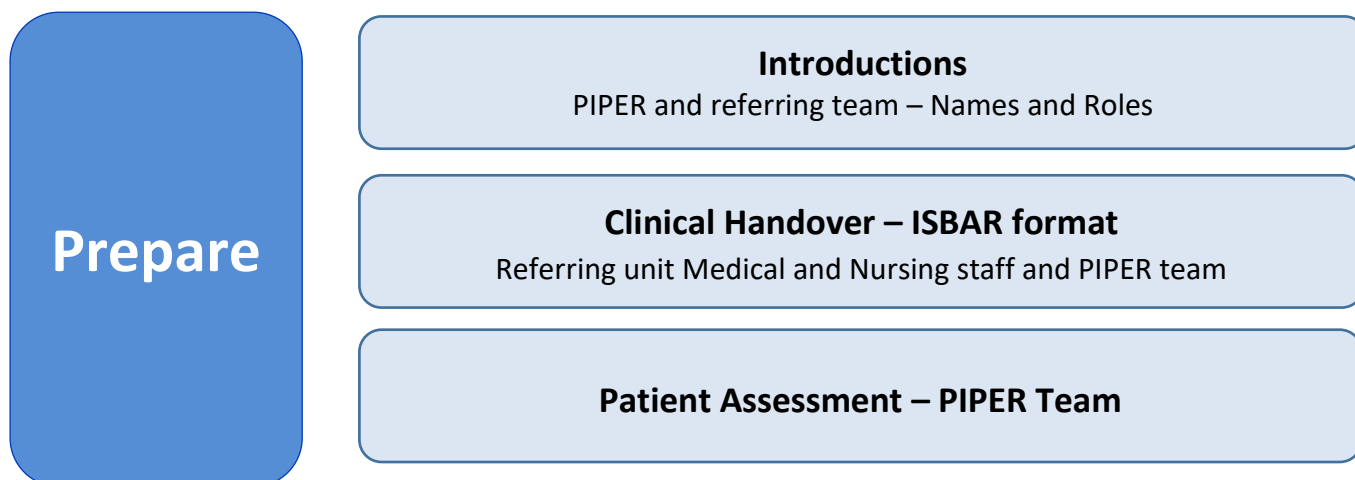 Prepare
Introductions
PIPER and referring team – Names and Roles
Clinical Handover – ISBAR format
Referring unit Medical and Nursing staff and PIPER team
Patient Assessment – PIPER Team